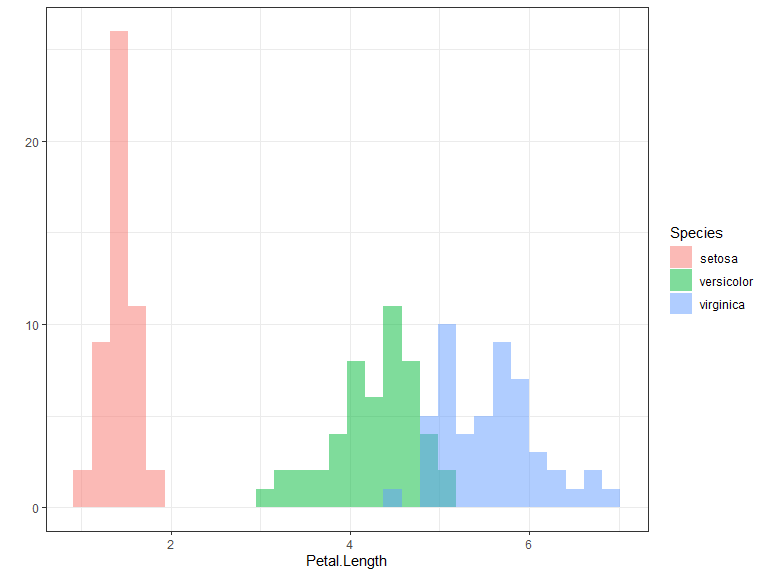 20
10
0
2 4 6
Petal.Length
Species
setosa
versicolor
virginica